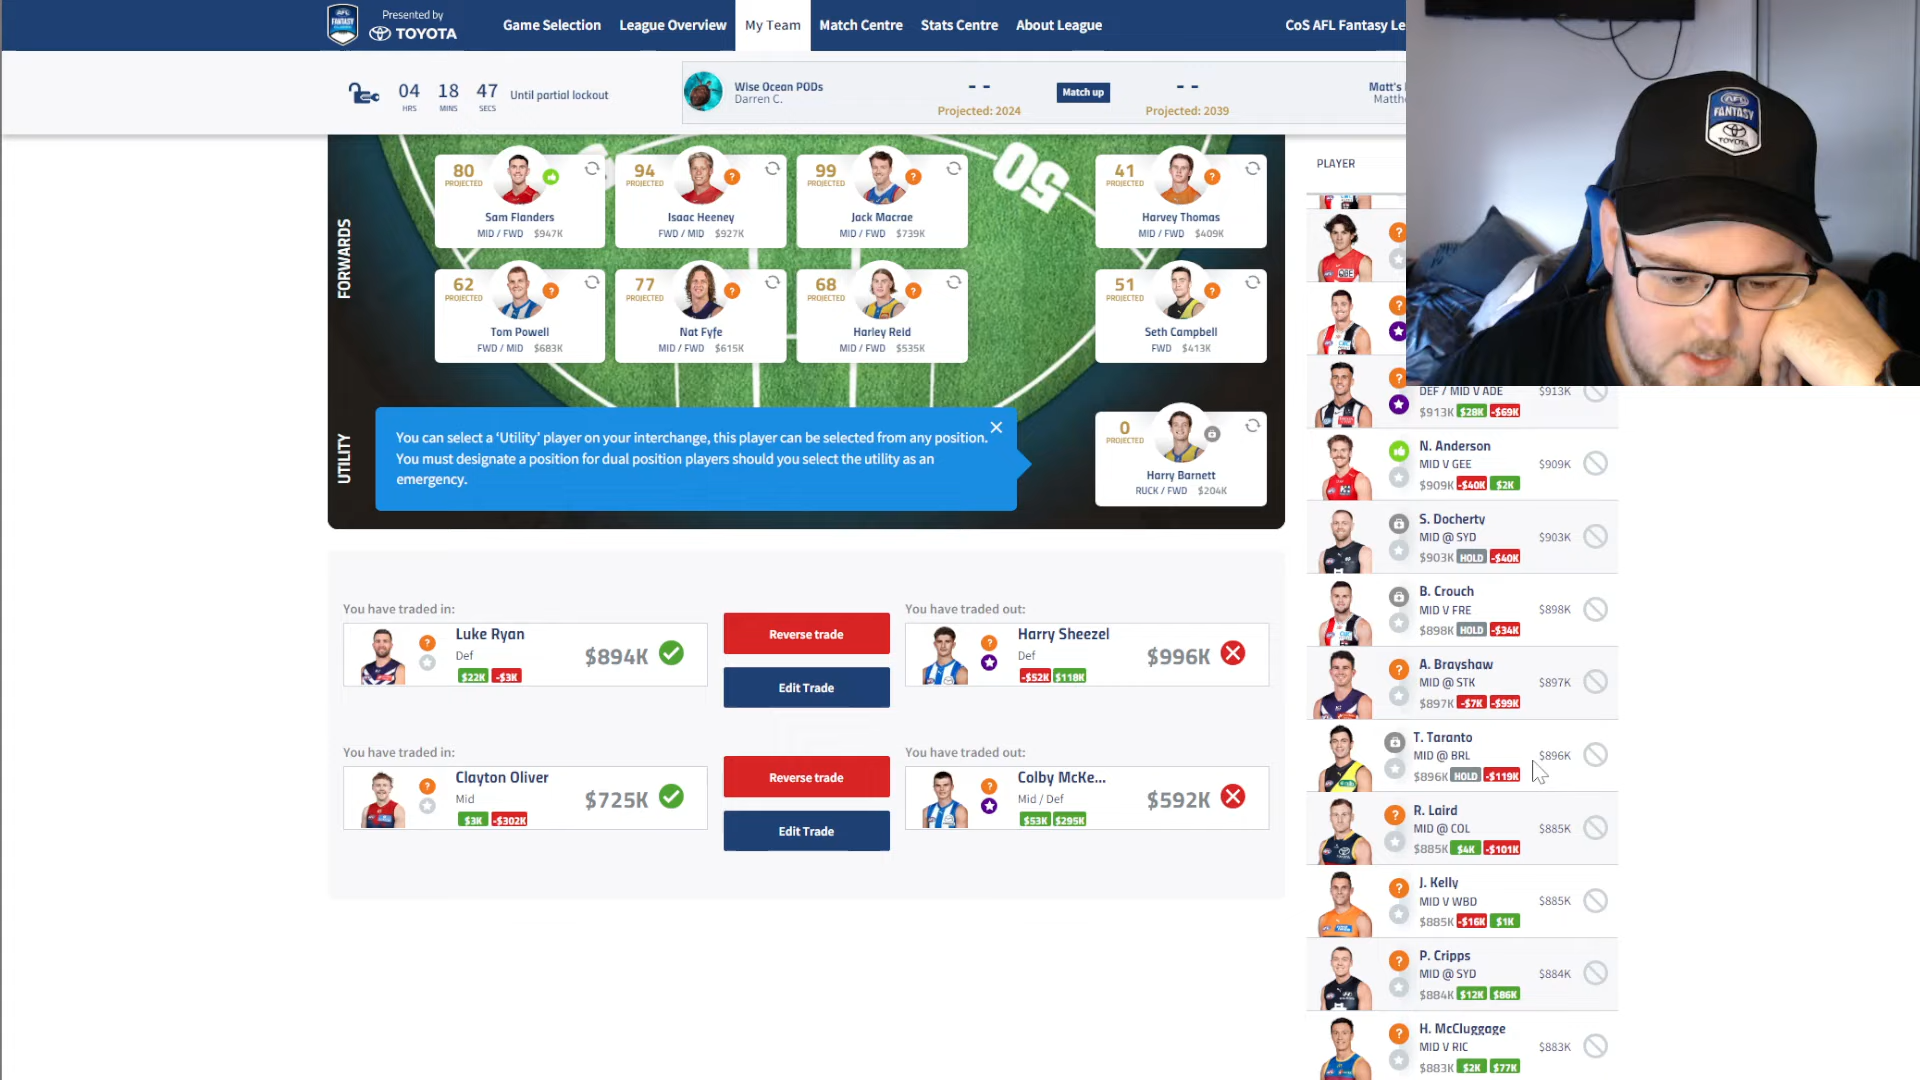 AFL
FANTASY
Presented by
TOYOTA
Game Selection
League Overview
My Team
Match Centre
Stats Centre
About League
CoS AFL Fantasy Le
04
HRS
18
MINS
47
SECS
Until partial lockout
Wise Ocean PODs
Darren C.
- -
Projected: 2024
Match up
- -
Projected: 2039
Matt's
Matth
AFL
FANTASY
TOYOTA
FORWARDS
50
80
PROJECTED
Sam Flanders
MID / FWD $947K
94
PROJECTED
Isaac Heeney
FWD / MID $927K
99
PROJECTED
Jack Macrae
MID / FWD $739K
41
PROJECTED
Harvey Thomas
MID / FWD $409K
62
PROJECTED
Tom Powell
FWD / MID $683K
77
PROJECTED
Nat Fyfe
MID / FWD $615K
68
PROJECTED
Harley Reid
MID / FWD $535K
51
PROJECTED
Seth Campbell
FWD $413K
UTILITY
You can select a 'Utility' player on your interchange, this player can be selected from any position.
You must designate a position for dual position players should you select the utility as an
emergency.
0
PROJECTED
Harry Barnett
RUCK / FWD $204K
You have traded in:
Luke Ryan
Def
$22K -$3K
$894K
Reverse trade
Edit Trade
You have traded out:
Harry Sheezel
Def
-$52K $118K
$996K
You have traded in:
Clayton Oliver
Mid
$3K -$302K
$725K
Reverse trade
Edit Trade
You have traded out:
Colby McKe...
Mid / Def
$53K $295K
$592K
PLAYER
DEF / MID V ADE $913K
$913K $28K -$69K
N. Anderson
MID V GEE $909K
$909K -$40K $2K
S. Docherty
MID @ SYD $903K
$903K HOLD -$40K
B. Crouch
MID V FRE $898K
$898K HOLD -$34K
A. Brayshaw
MID @ STK $897K
$897K -$7K -$99K
T. Taranto
MID @ BRL $896K
$896K HOLD -$119K
R. Laird
MID @ COL $885K
$885K $4K -$101K
J. Kelly
MID V WBD $885K
$885K -$16K $1K
P. Cripps
MID @ SYD $884K
$884K $12K $86K
H. McCluggage
MID V RIC $883K
$883K $2K $77K